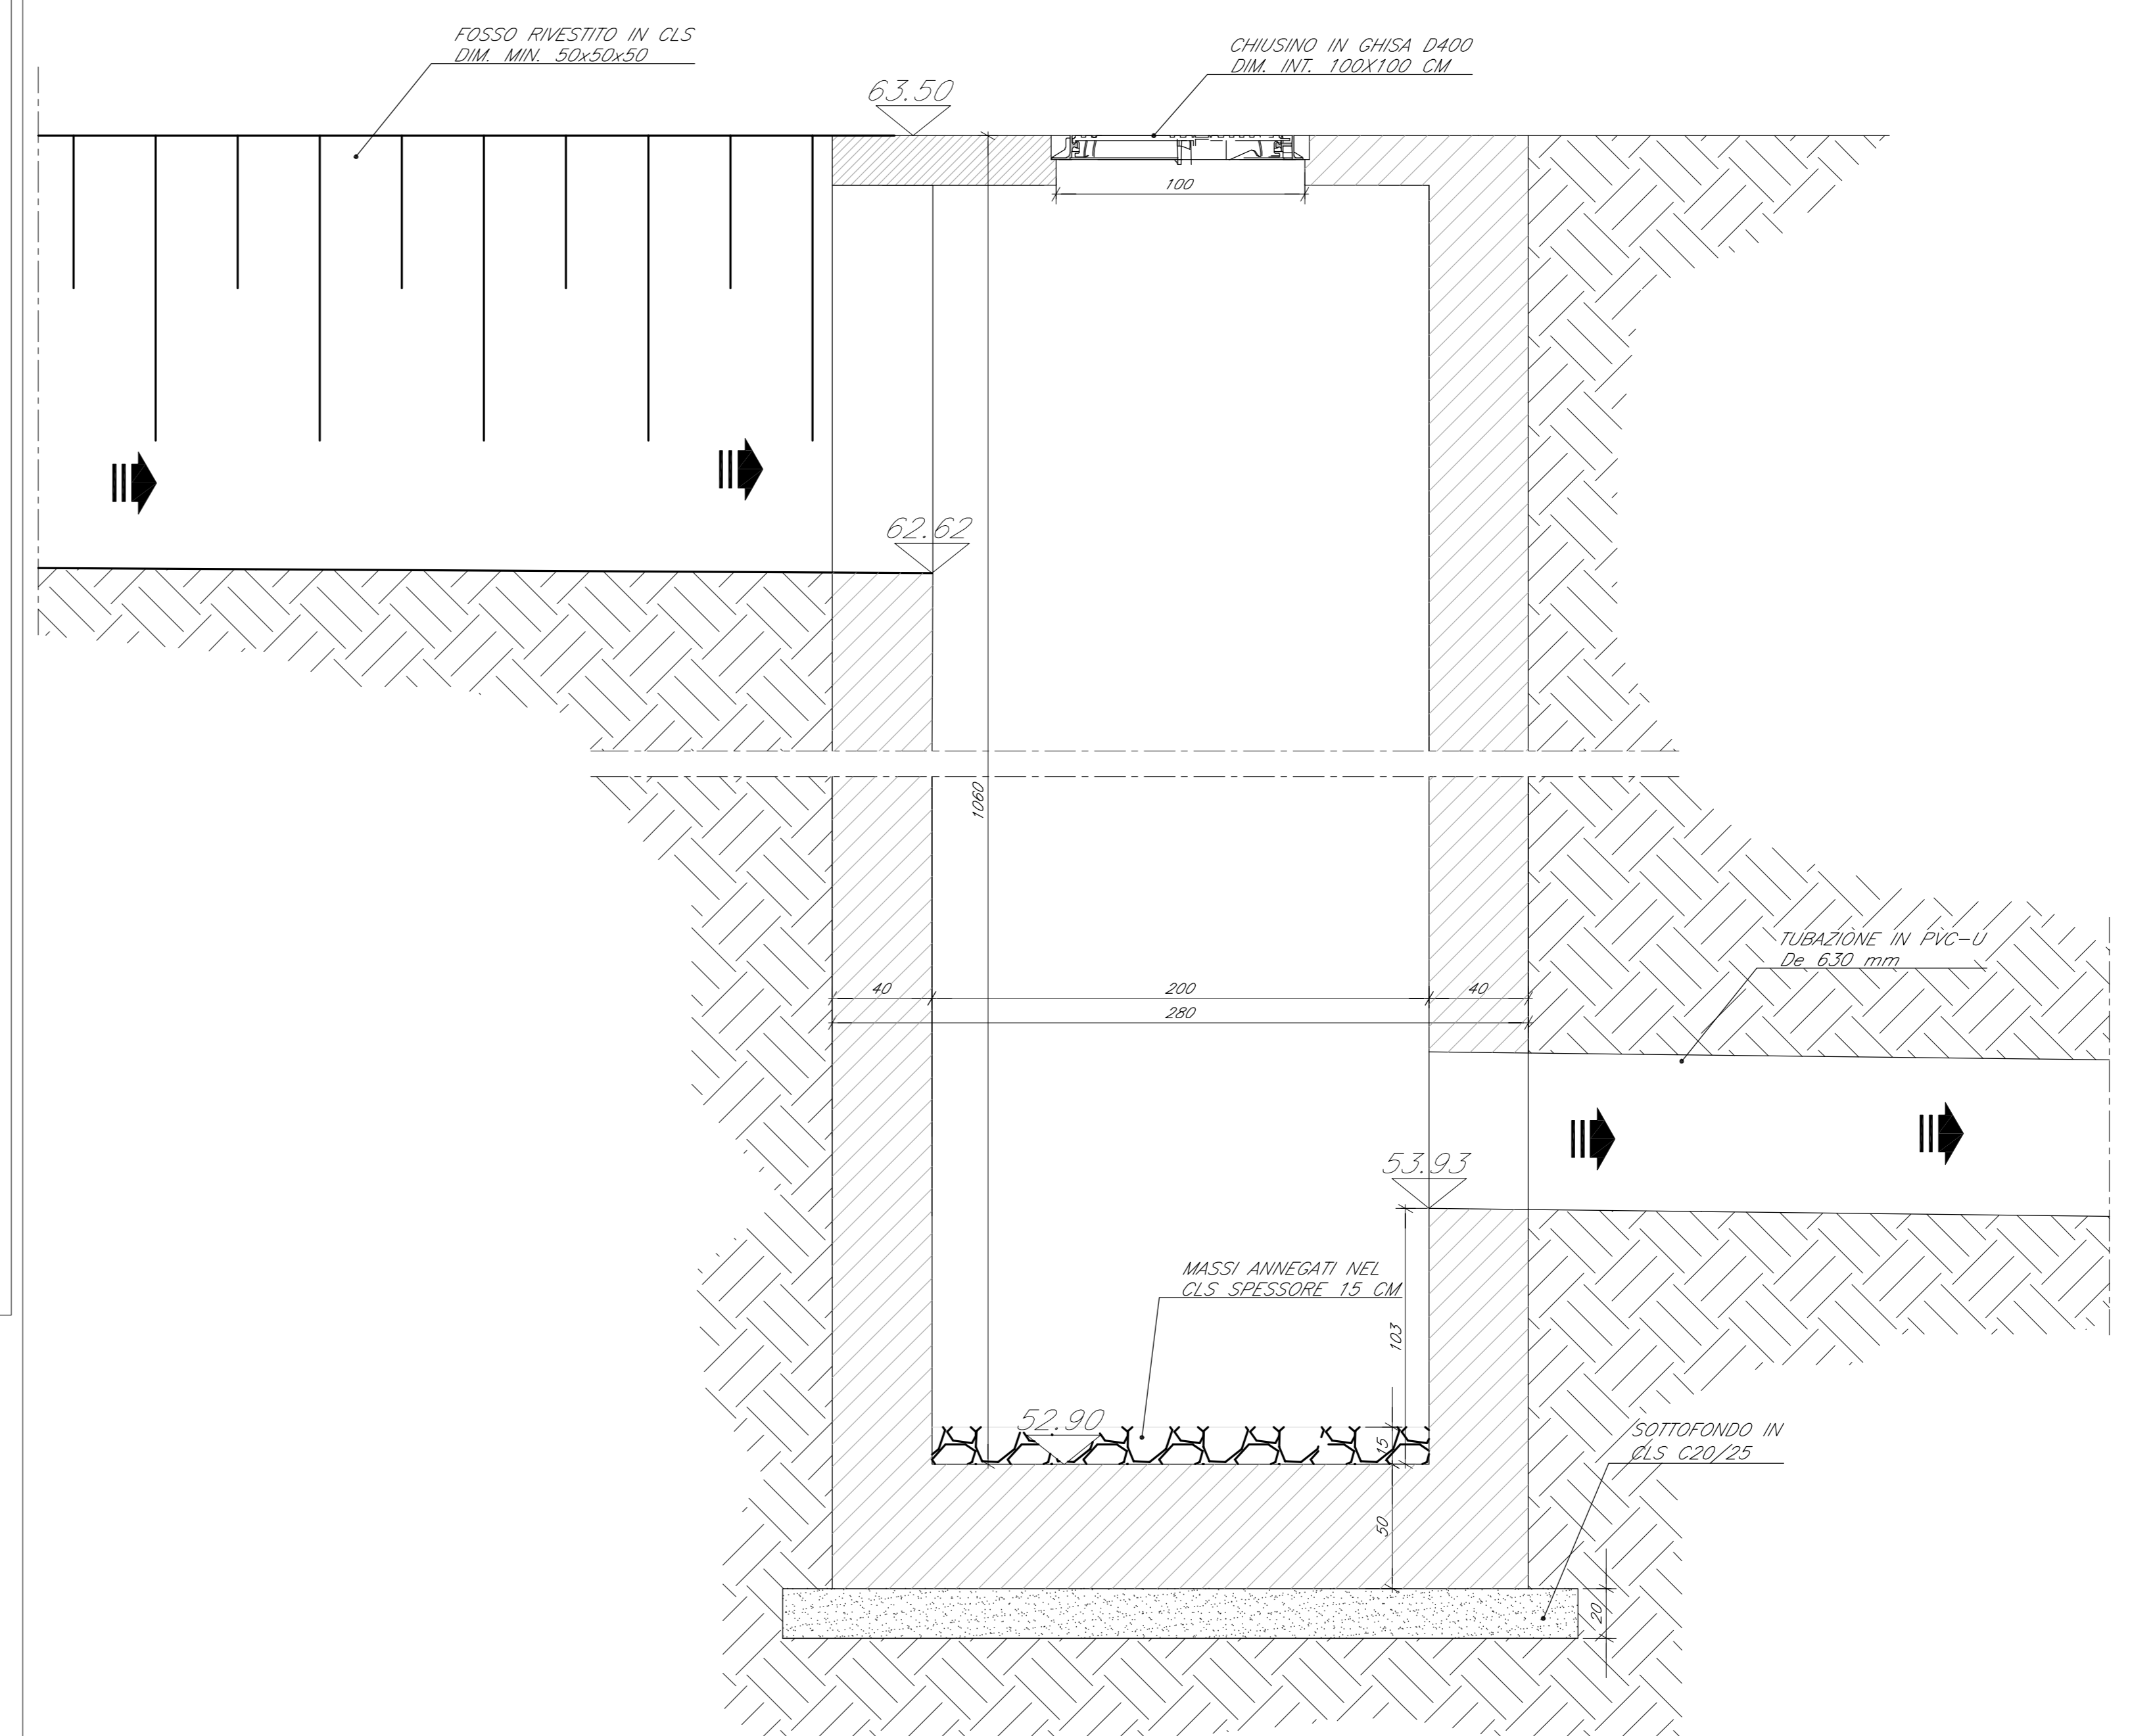 FOSSO RIVESTITO IN CLS
DIM. MIN. 50x50x50
CHIUSINO IN GHISA D400
DIM. INT. 100X100 CM
63.50
100
62.62
1060
TUBAZIONE IN PVC-U
De 630 mm
40
200
40
280
53.93
MASSI ANNEGATI NEL
CLS SPESSORE 15 CM
103
52.90
15
SOTTOFONDO IN
CLS C20/25
50
20